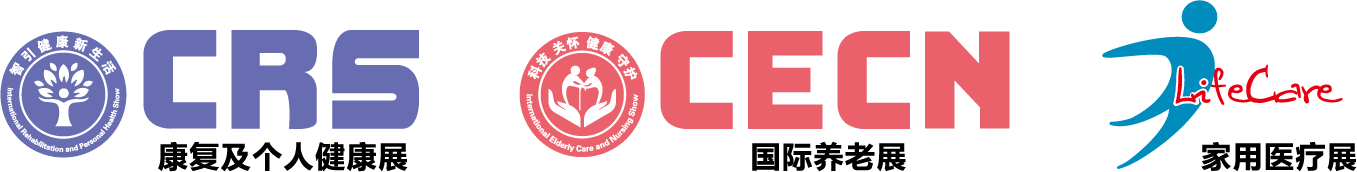 智引健康新生活
International Rehabilitation and Personal Health Show
CRS
康复及个人健康展
科技 关怀 健康 守护
International Elderly Care and Nursing Show
CECN
国际养老展
LifeCare
家用医疗展